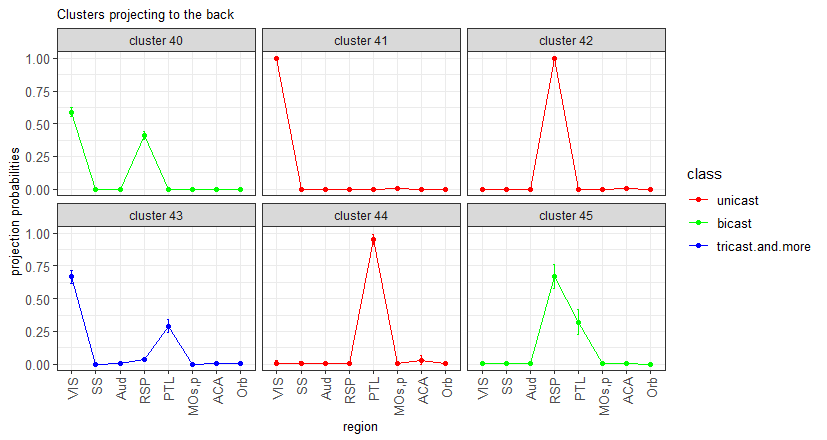 Clusters projecting to the back
cluster 40
cluster 41
cluster 42
1.00
0.75
0.50
0.25
0.00
cluster 43
cluster 44
cluster 45
1.00
0.75
0.50
0.25
0.00
projection probabilities
VIS SS Aud RSP PTL MOs.p ACA Orb
VIS SS Aud RSP PTL MOs.p ACA Orb
VIS SS Aud RSP PTL MOs.p ACA Orb
region
class
unicast
bicast
tricast.and.more